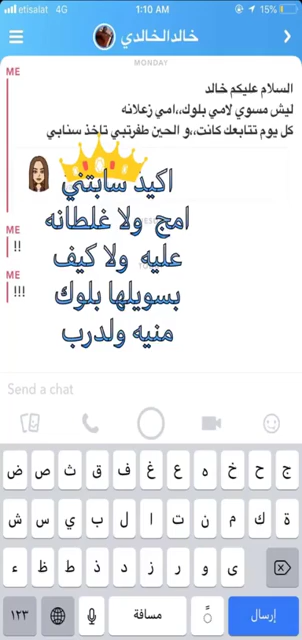 etisalat 4G 1:10 AM 15%
خالدالخالدي
MONDAY
ME
السلام عليكم خالد
ليش مسوي لامي بلوك،،امي زعلانه
كل يوم تتابعك كانت،،و الحين طفرتبي تاخذ سنابي
اكيد سابتني
امج ولا غلطانه
ME
!!
عليه ولا كيف
ME
!!!
بسويلها بلوك
منيه ولدرب
Send a chat
ض ص ث ق ف غ ع ه خ ح ج
ش س ي ب ل ا ت ن م ك ة
ء ظ ط ذ د ز ر و ى
١٢٣ مسافة إرسال